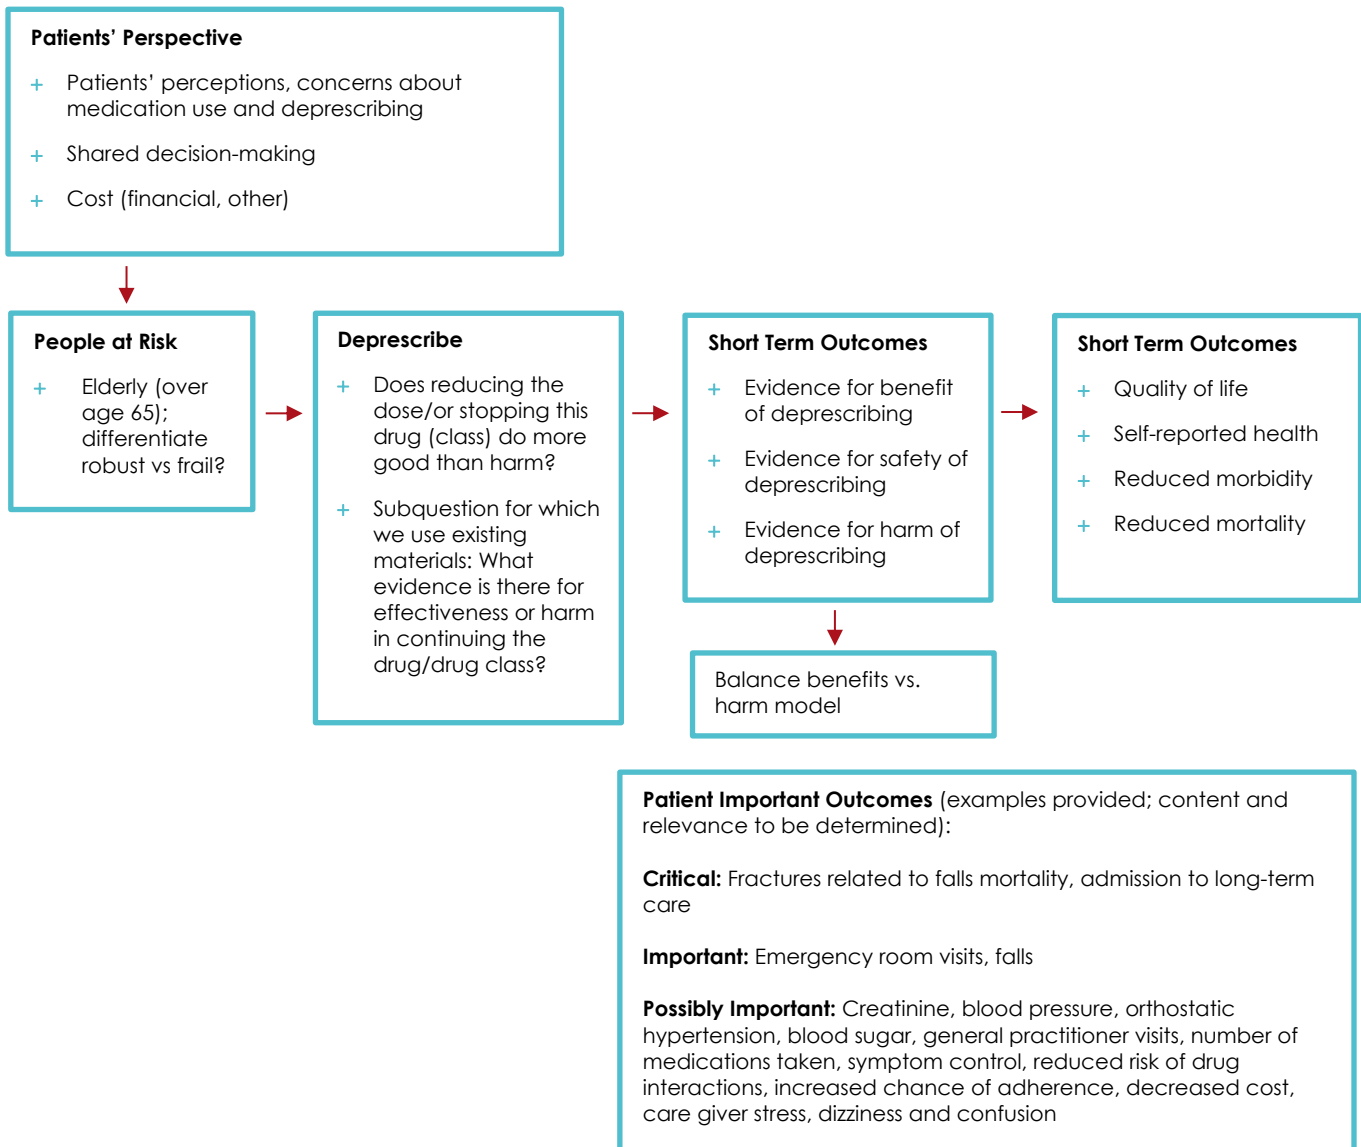 Patients’ Perspective
+ Patients’ perceptions, concerns about
medication use and deprescribing
+ Shared decision-making
+ Cost (financial, other)
People at Risk
+ Elderly (over
age 65);
differentiate
robust vs frail?
Deprescribe
+ Does reducing the
dose/or stopping this
drug (class) do more
good than harm?
+ Subquestion for which
we use existing
materials: What
evidence is there for
effectiveness or harm
in continuing the
drug/drug class?
Short Term Outcomes
+ Evidence for benefit
of deprescribing
+ Evidence for safety of
deprescribing
+ Evidence for harm of
deprescribing
Short Term Outcomes
+ Quality of life
+ Self-reported health
+ Reduced morbidity
+ Reduced mortality
Balance benefits vs.
harm model
Patient Important Outcomes (examples provided; content and
relevance to be determined):
Critical: Fractures related to falls mortality, admission to long-term
care
Important: Emergency room visits, falls
Possibly Important: Creatinine, blood pressure, orthostatic
hypertension, blood sugar, general practitioner visits, number of
medications taken, symptom control, reduced risk of drug
interactions, increased chance of adherence, decreased cost,
care giver stress, dizziness and confusion